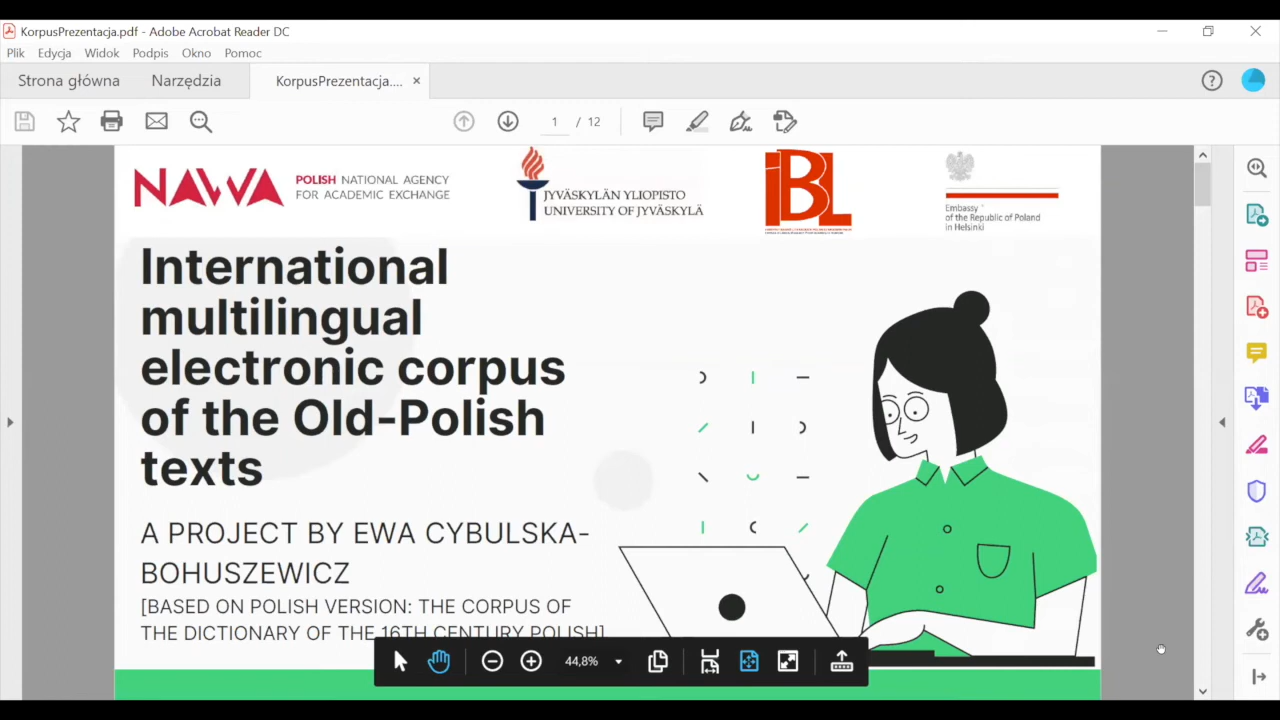 KorpusPrezentacja.pdf - Adobe Acrobat Reader DC
Plik Edycja Widok Podpis Okno Pomoc
Strona główna Narzędzia KorpusPrezentacja....
1 / 12
NAWA
POLISH NATIONAL AGENCY
FOR ACADEMIC EXCHANGE
JYVÄSKYLÄN YLIOPISTO
UNIVERSITY OF JYVÄSKYLÄ
IBL
Embassy
of the Republic of Poland
in Helsinki
International
multilingual
electronic corpus
of the Old-Polish
texts
A PROJECT BY EWA CYBULSKA-
BOHUSZEWICZ
[BASED ON POLISH VERSION: THE CORPUS OF
THE DICTIONARY OF THE 16TH CENTURY POLISH]
44,8%